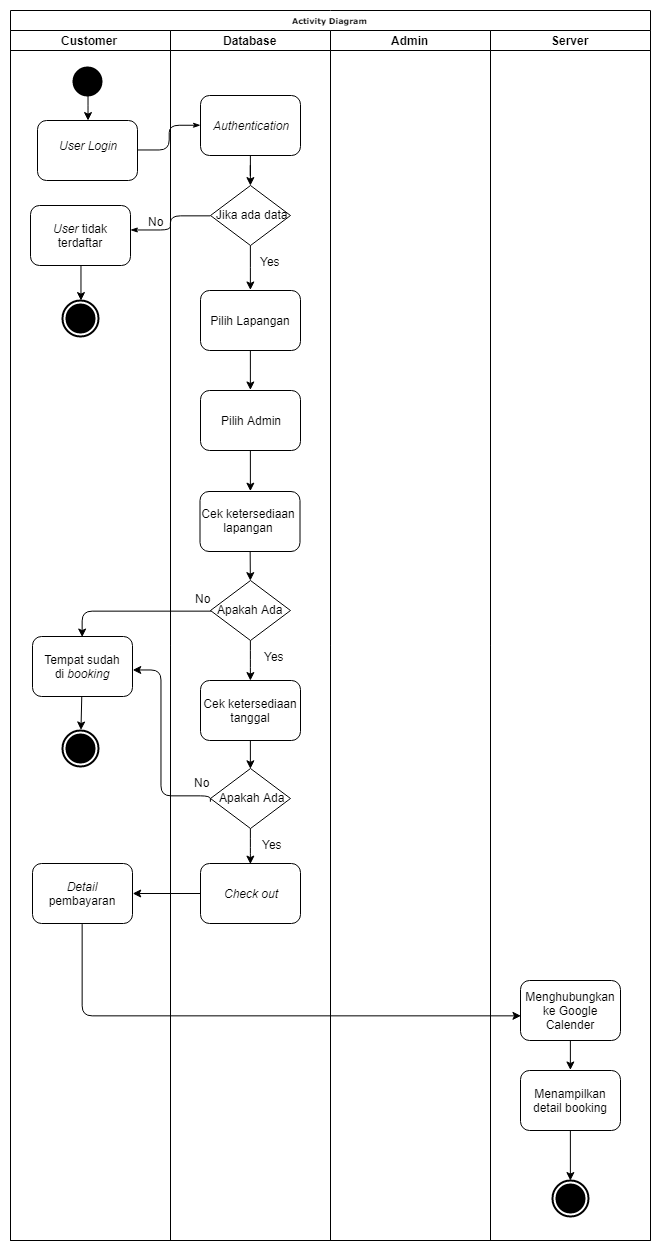 Activity Diagram
Customer
Database
Admin
Server
User Login
Authentication
Jika ada data
No
User tidak
terdaftar
Yes
Pilih Lapangan
Pilih Admin
Cek ketersediaan
lapangan
No
Apakah Ada
Yes
Tempat sudah
di booking
Cek ketersediaan
tanggal
No
Apakah Ada
Yes
Check out
Detail
pembayaran
Menghubungkan
ke Google
Calender
Menampilkan
detail booking